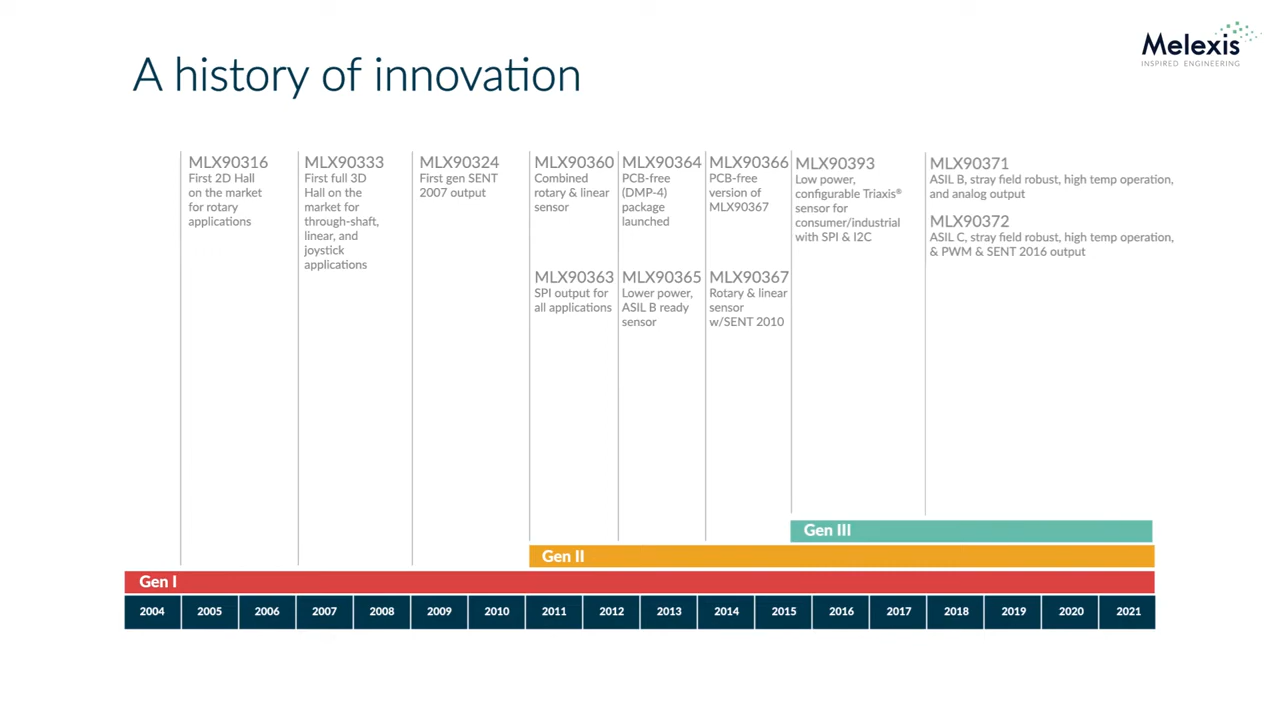 Melexis
INSPIRED ENGINEERING
A history of innovation
MLX90316
First 2D Hall
on the market
for rotary
applications
MLX90333
First full 3D
Hall on the
market for
through-shaft,
linear, and
joystick
applications
MLX90324
First gen SENT
2007 output
MLX90360
Combined
rotary & linear
sensor
MLX90363
SPI output for
all applications
MLX90364
PCB-free
(DMP-4)
package
launched
MLX90365
Lower power,
ASIL B ready
sensor
MLX90366
PCB-free
version of
MLX90367
MLX90367
Rotary & linear
sensor
w/SENT 2010
MLX90393
Low power,
configurable Triaxis®
sensor for
consumer/industrial
with SPI & I2C
MLX90371
ASIL B, stray field robust, high temp operation,
and analog output
MLX90372
ASIL C, stray field robust, high temp operation,
& PWM & SENT 2016 output
Gen III
Gen II
Gen I
2004 2005 2006 2007 2008 2009 2010 2011 2012 2013 2014 2015 2016 2017 2018 2019 2020 2021